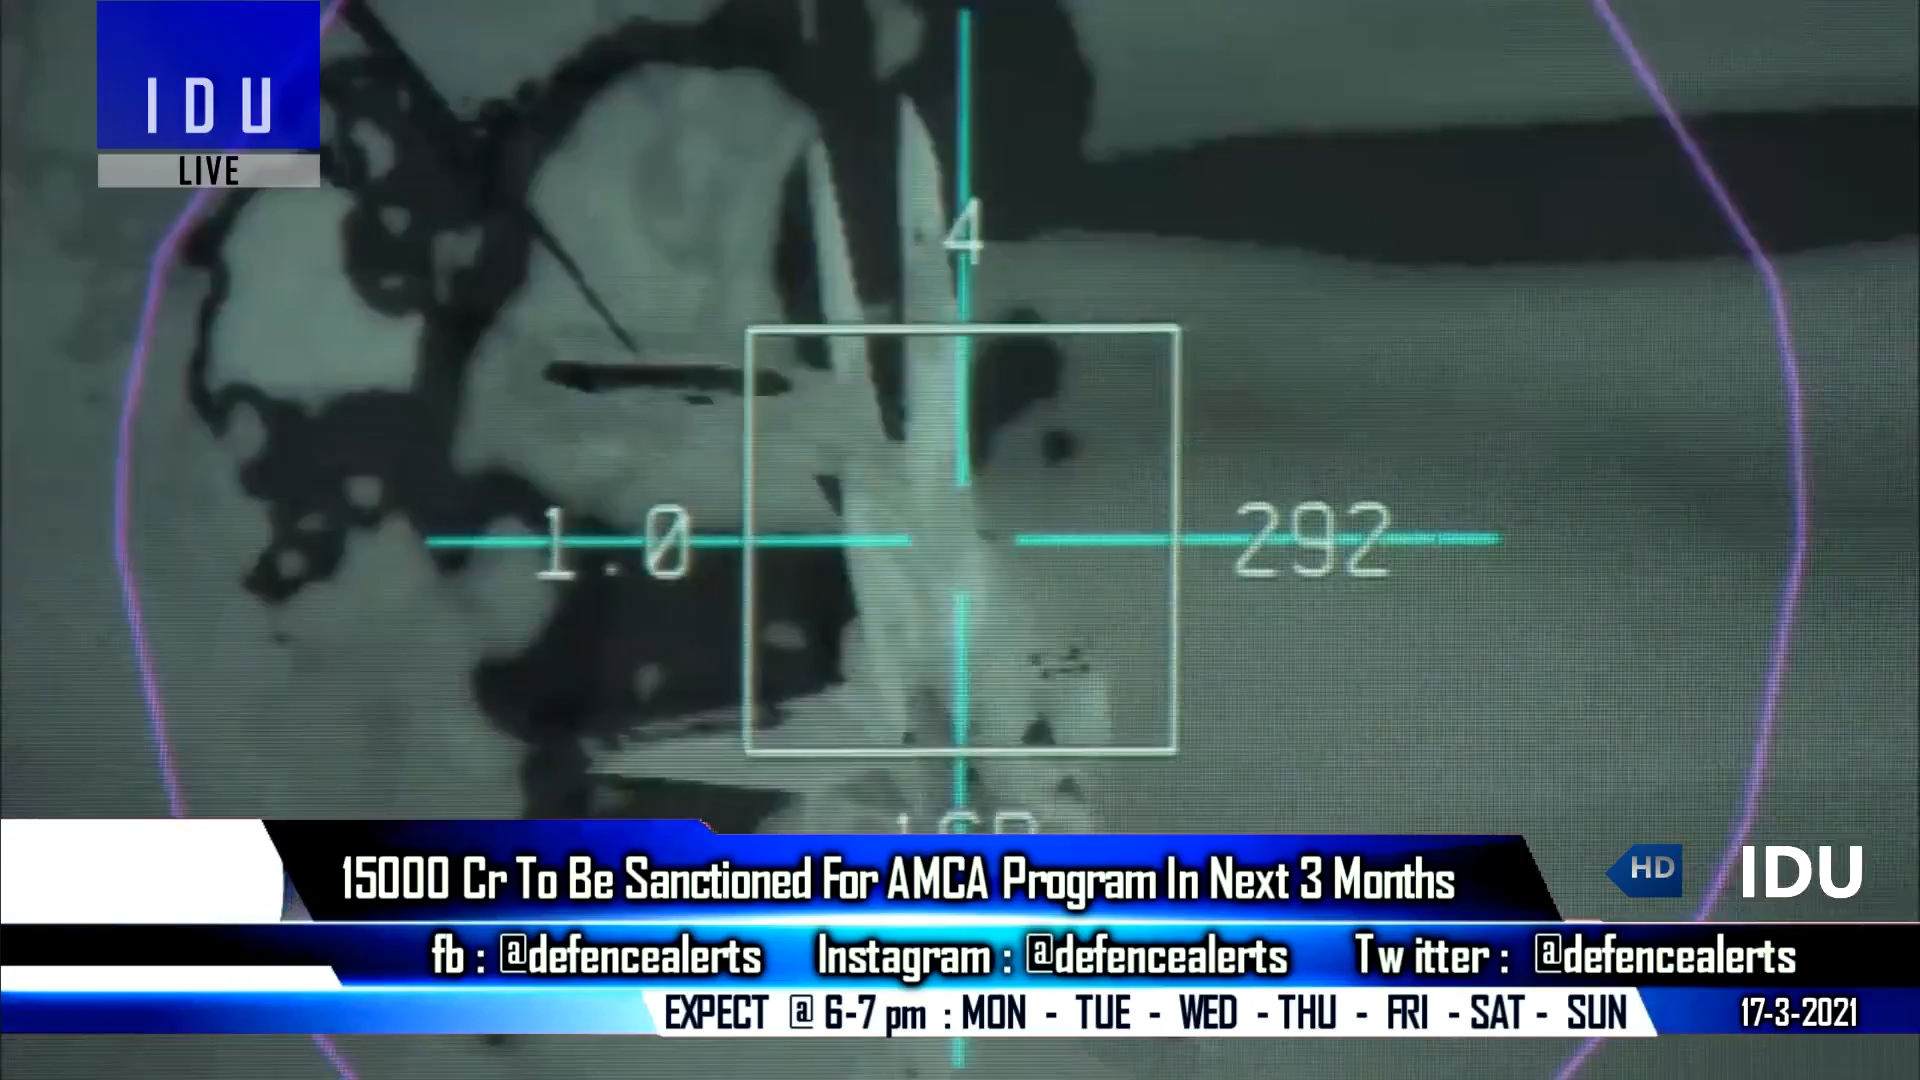 IDU
LIVE
4
1.0
292
15000 Cr To Be Sanctioned For AMCA Program In Next 3 Months
HD
IDU
fb : @defencealerts Instagram : @defencealerts Tw itter : @defencealerts
EXPECT @ 6-7 pm : MON - TUE - WED - THU - FRI - SAT - SUN
17-3-2021